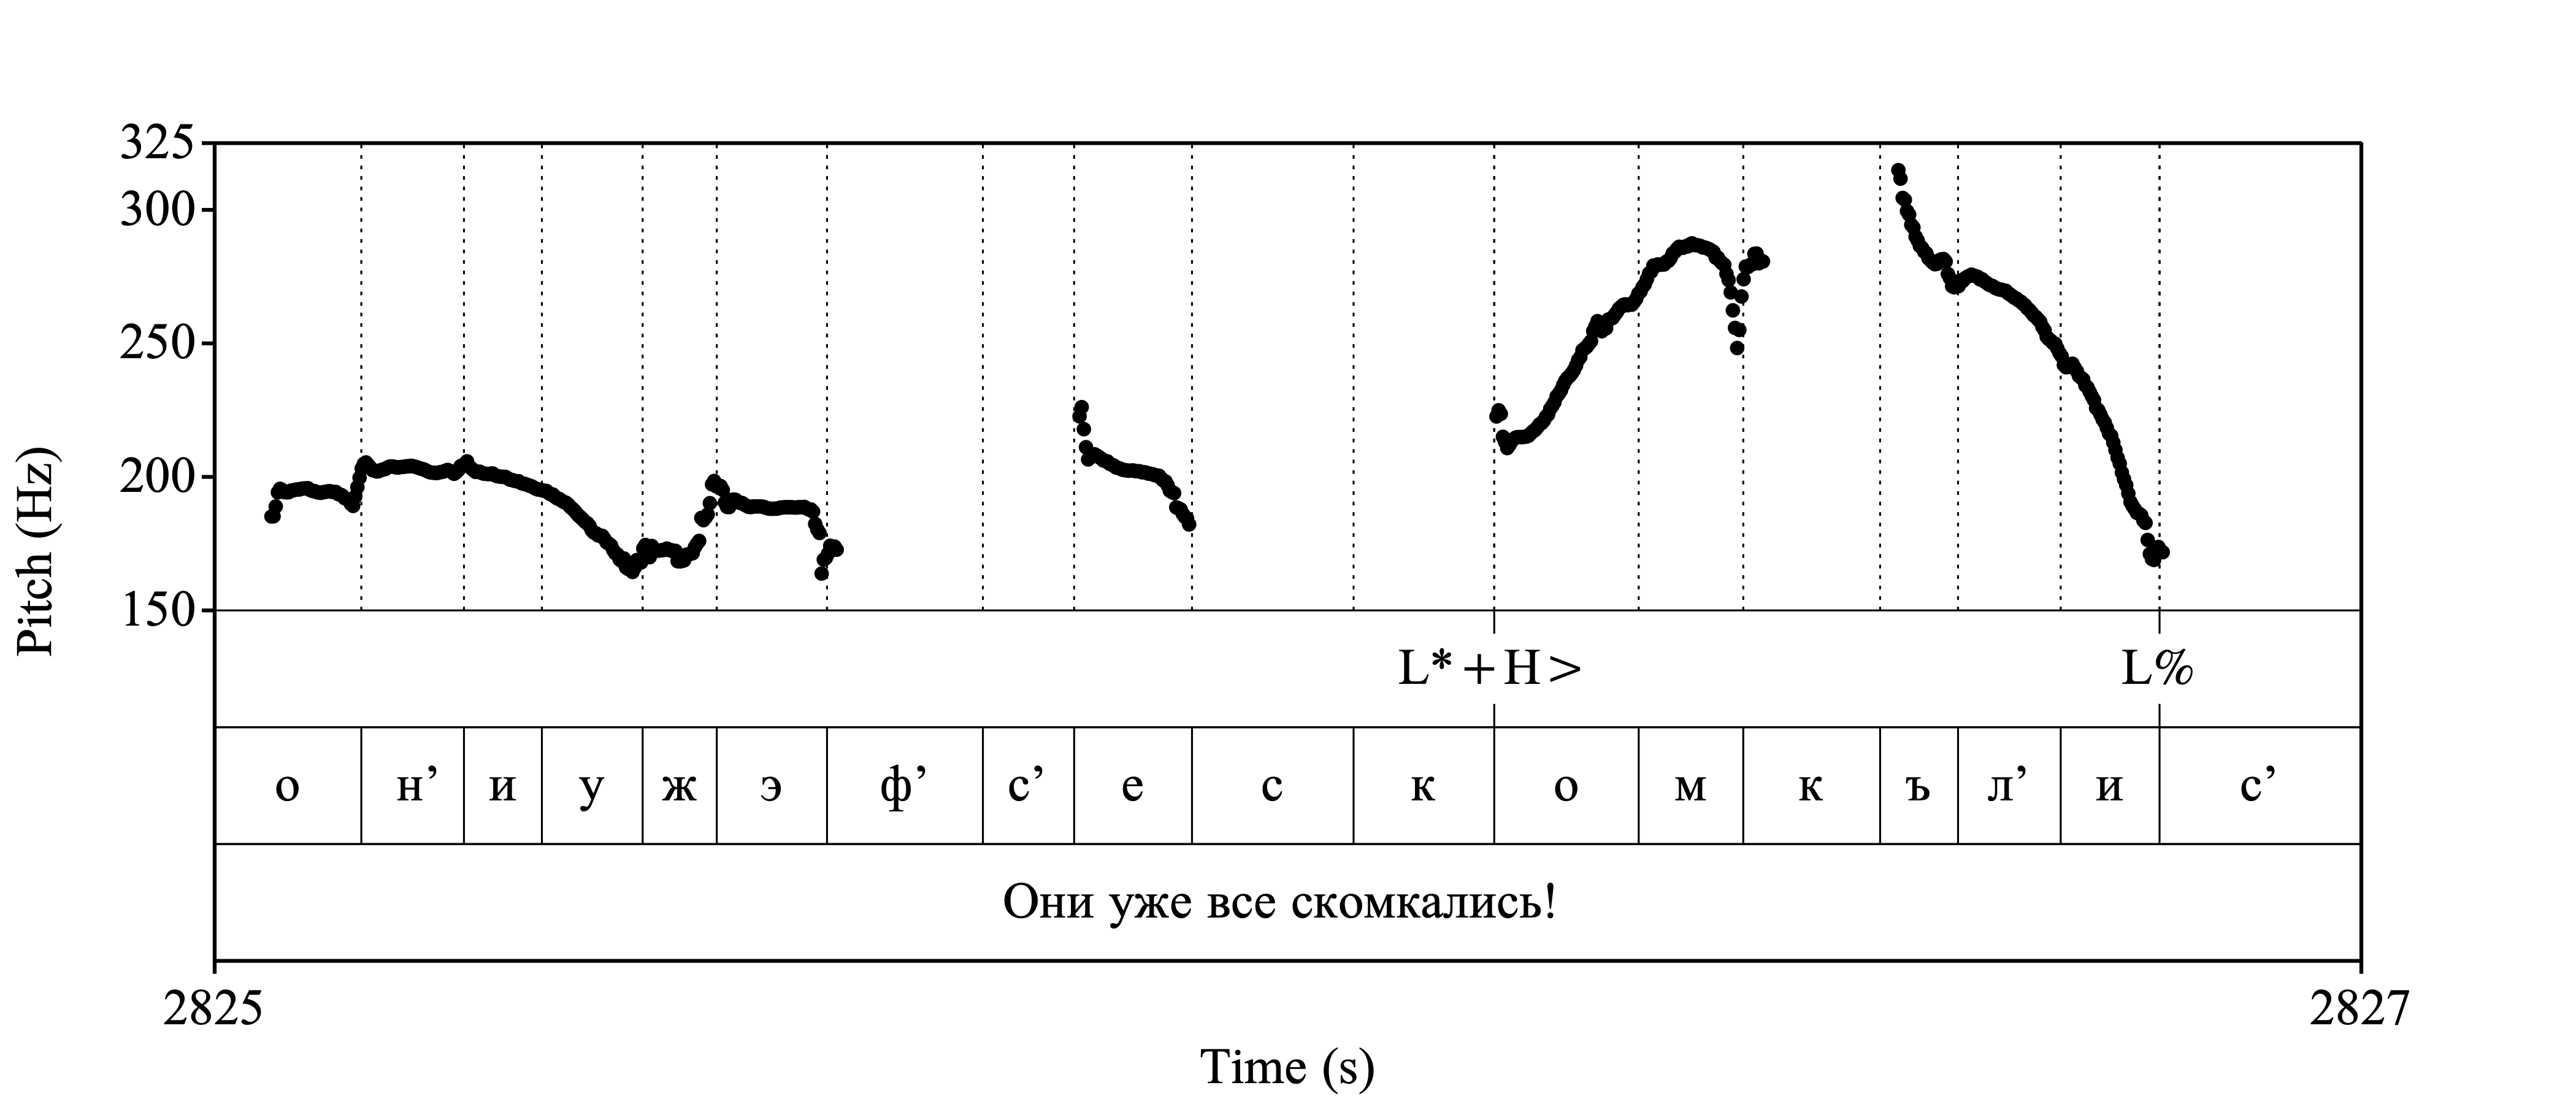 325
300
250
200
150
Pitch (Hz)
L*+H> L%
о н’ и у ж э ф’ с’ е с к о м к ъ л’ и с’
Они уже все скомкались!
2825 2827
Time (s)